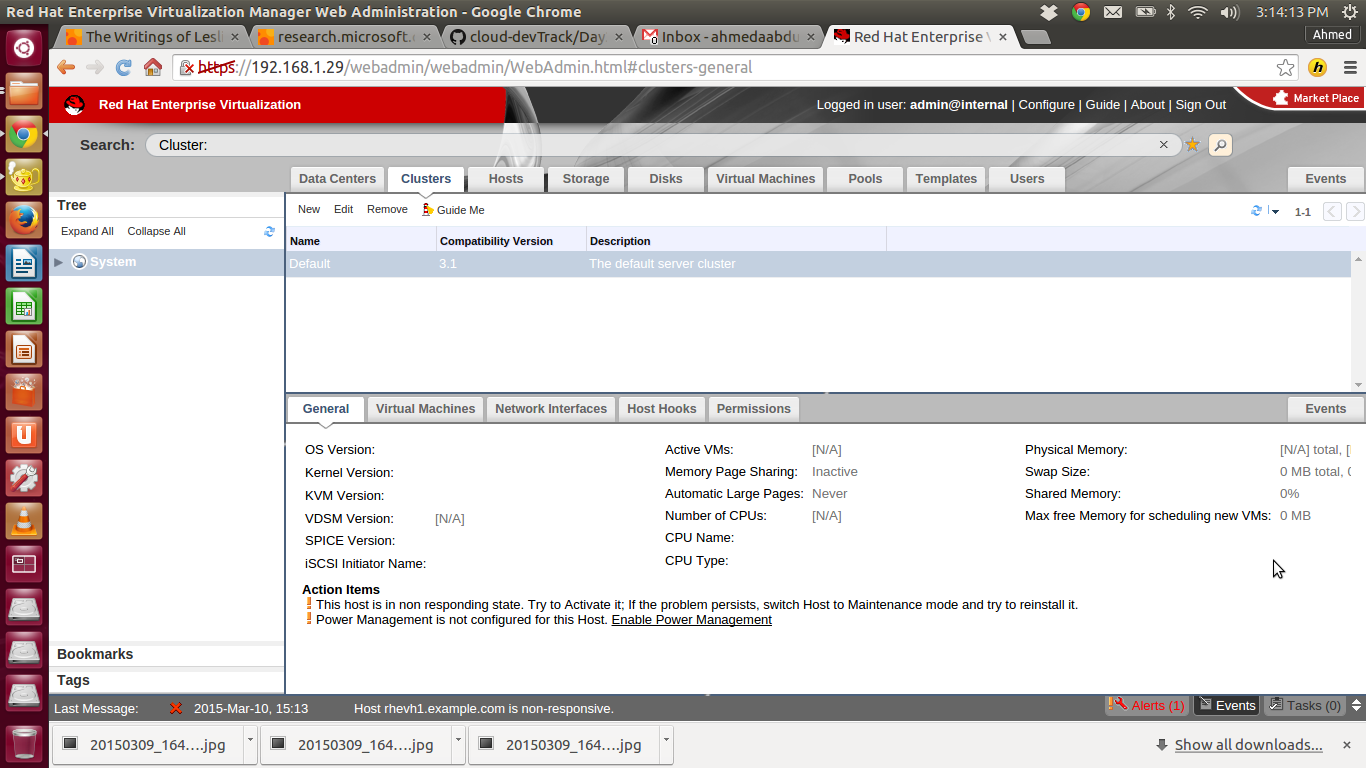 Red Hat Enterprise Virtualization Manager Web Administration - Google Chrome
3:14:13 PM
The Writings of Lesli
research.microsoft.c
cloud-devTrack/Day
Inbox - ahmedaabdu
Red Hat Enterprise V
Ahmed
https://192.168.1.29/webadmin/webadmin/WebAdmin.html#clusters-general
Red Hat Enterprise Virtualization
Logged in user: admin@internal | Configure | Guide | About | Sign Out
Market Place
Search: Cluster:
Data Centers Clusters Hosts Storage Disks Virtual Machines Pools Templates Users Events
Tree
Expand All Collapse All
System
New Edit Remove Guide Me
1-1
Name Compatibility Version Description
Default 3.1 The default server cluster
General Virtual Machines Network Interfaces Host Hooks Permissions Events
OS Version:
Kernel Version:
KVM Version:
VDSM Version: [N/A]
SPICE Version:
iSCSI Initiator Name:
Active VMs: [N/A]
Memory Page Sharing: Inactive
Automatic Large Pages: Never
Number of CPUs: [N/A]
CPU Name:
CPU Type:
Physical Memory: [N/A] total, [
Swap Size: 0 MB total, 0
Shared Memory: 0%
Max free Memory for scheduling new VMs: 0 MB
Action Items
This host is in non responding state. Try to Activate it; If the problem persists, switch Host to Maintenance mode and try to reinstall it.
Power Management is not configured for this Host. Enable Power Management
Bookmarks
Tags
Last Message: 2015-Mar-10, 15:13 Host rhevh1.example.com is non-responsive.
Alerts (1) Events Tasks (0)
20150309_164....jpg
20150309_164....jpg
20150309_164....jpg
Show all downloads...